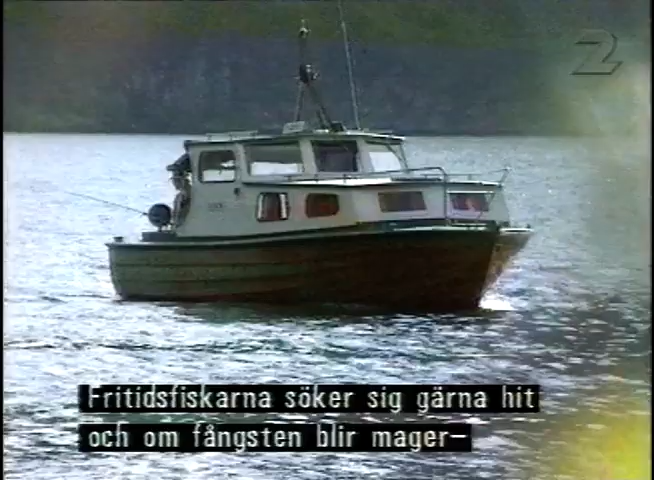 2
Fritidsfiskarna söker sig gärna hit
och om fångsten blir mager–